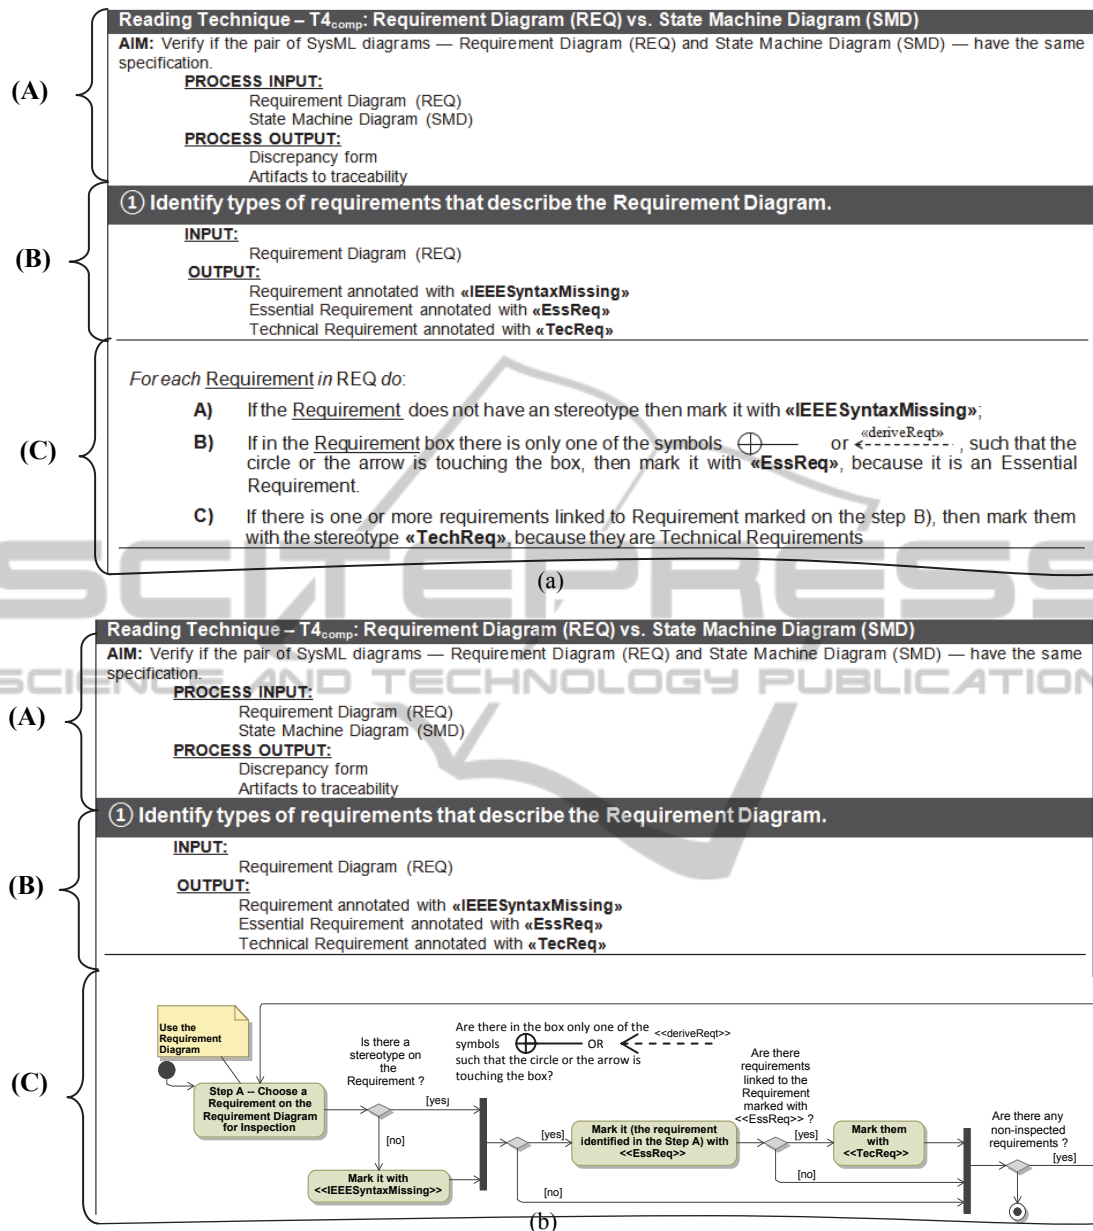 Reading Technique – T4comp: Requirement Diagram (REQ) vs. State Machine Diagram (SMD)
AIM: Verify if the pair of SysML diagrams — Requirement Diagram (REQ) and State Machine Diagram (SMD) — have the same
specification.
(A)
PROCESS INPUT:
Requirement Diagram (REQ)
State Machine Diagram (SMD)
PROCESS OUTPUT:
Discrepancy form
Artifacts to traceability
① Identify types of requirements that describe the Requirement Diagram.
(B)
INPUT:
Requirement Diagram (REQ)
OUTPUT:
Requirement annotated with «IEEESyntaxMissing»
Essential Requirement annotated with «EssReq»
Technical Requirement annotated with «TecReq»
(C)
For each Requirement in REQ do:
A) If the Requirement does not have an stereotype then mark it with «IEEESyntaxMissing»;
B) If in the Requirement box there is only one of the symbols or «deriveReqt» , such that the
circle or the arrow is touching the box, then mark it with «EssReq», because it is an Essential
Requirement.
C) If there is one or more requirements linked to Requirement marked on the step B), then mark them
with the stereotype «TechReq», because they are Technical Requirements
(a)
SCITEPRESS
SCIENCE AND TECHNOLOGY PUBLICATIONS
Reading Technique – T4comp: Requirement Diagram (REQ) vs. State Machine Diagram (SMD)
AIM: Verify if the pair of SysML diagrams — Requirement Diagram (REQ) and State Machine Diagram (SMD) — have the same
specification.
(A)
PROCESS INPUT:
Requirement Diagram (REQ)
State Machine Diagram (SMD)
PROCESS OUTPUT:
Discrepancy form
Artifacts to traceability
① Identify types of requirements that describe the Requirement Diagram.
(B)
INPUT:
Requirement Diagram (REQ)
OUTPUT:
Requirement annotated with «IEEESyntaxMissing»
Essential Requirement annotated with «EssReq»
Technical Requirement annotated with «TecReq»
(C)
Use the
Requirement
Diagram
Step A -- Choose a
Requirement on the
Requirement Diagram
for Inspection
Is there a
stereotype on
the
Requirement ?
[yes]
[no]
Mark it with
<<IEEESyntaxMissing>>
Are there in the box only one of the
symbols OR <<deriveReqt>>
such that the circle or the arrow is
touching the box?
[yes]
[no]
Mark it (the requirement
identified in the Step A) with
<<EssReq>>
Are there
requirements
linked to the
Requirement
marked with
<<EssReq>> ?
[yes]
[no]
Mark them
with
<<TecReq>>
Are there any
non-inspected
requirements ?
[yes]
(b)